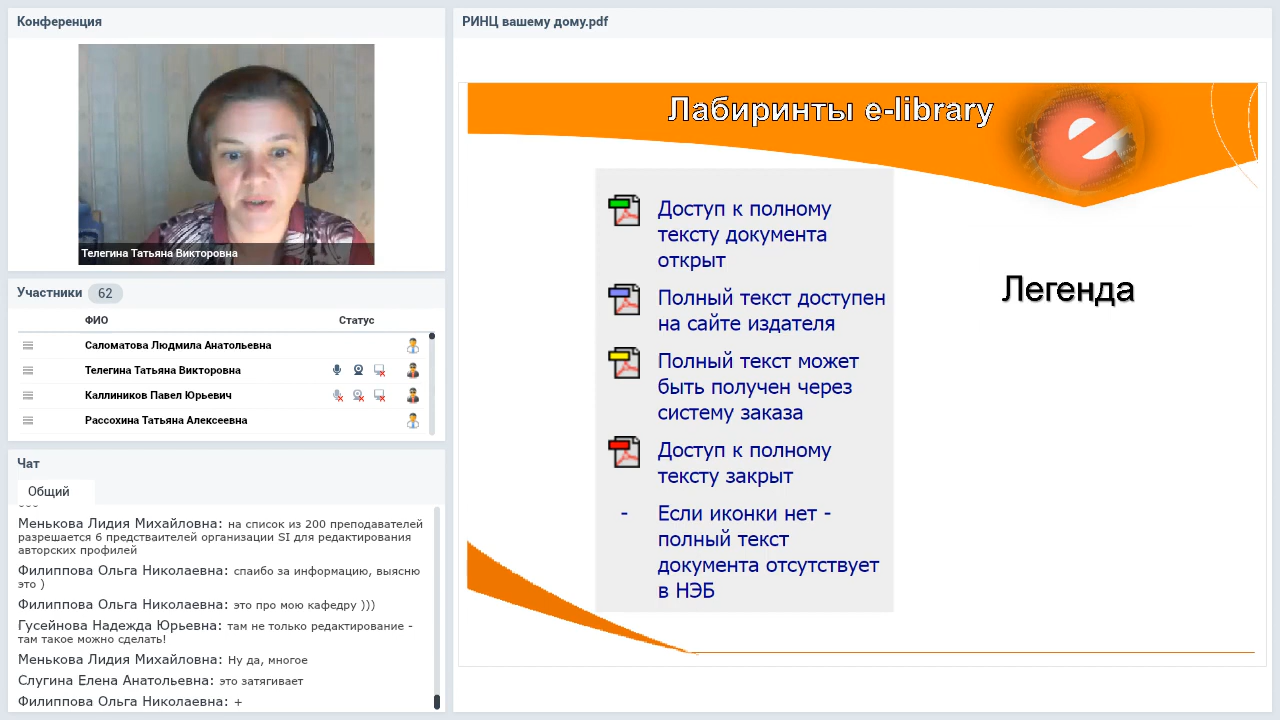 Конференция
Телегина Татьяна Викторовна
Участники 62
ФИО Статус
Саломатова Людмила Анатольевна
Телегина Татьяна Викторовна
Каллиников Павел Юрьевич
Рассохина Татьяна Алексеевна
Чат
Общий
Менькова Лидия Михайловна: на список из 200 преподавателей
разрешается 6 предстваителей организации SI для редактирования
авторских профилей
Филиппова Ольга Николаевна: спаибо за информацию, выясню
это )
Филиппова Ольга Николаевна: это про мою кафедру )))
Гусейнова Надежда Юрьевна: там не только редактирование -
там такое можно сделать!
Менькова Лидия Михайловна: Ну да, многое
Слугина Елена Анатольевна: это затягивает
Филиппова Ольга Николаевна: +
РИНЦ вашему дому.pdf
Лабиринты e-library
Доступ к полному
тексту документа
открыт
Полный текст доступен
на сайте издателя
Полный текст может
быть получен через
систему заказа
Доступ к полному
тексту закрыт
- Если иконки нет -
полный текст
документа отсутствует
в НЭБ
Легенда